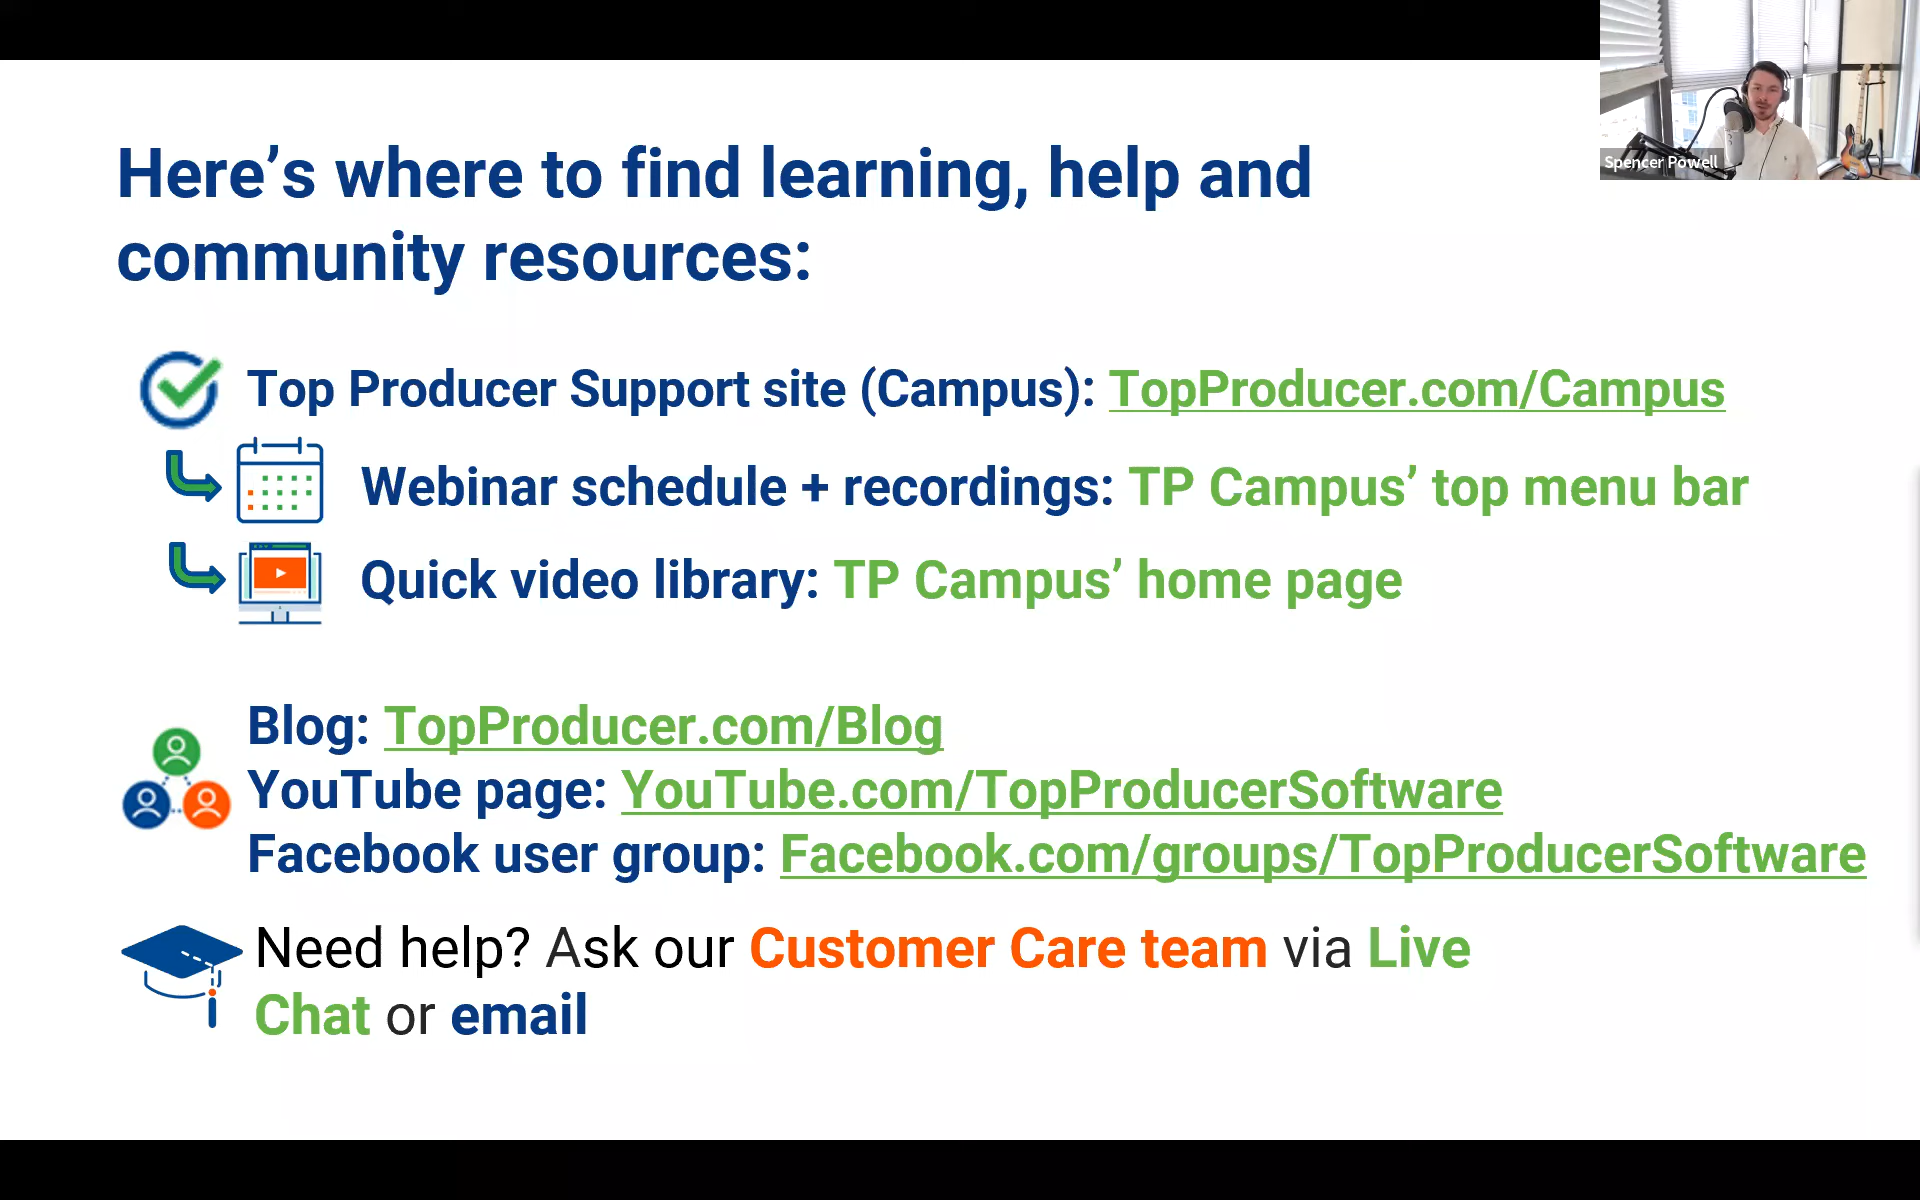 Spencer Powell
Here’s where to find learning, help and
community resources:
Top Producer Support site (Campus): TopProducer.com/Campus
Webinar schedule + recordings: TP Campus’ top menu bar
Quick video library: TP Campus’ home page
Blog: TopProducer.com/Blog
YouTube page: YouTube.com/TopProducerSoftware
Facebook user group: Facebook.com/groups/TopProducerSoftware
Need help? Ask our Customer Care team via Live
Chat or email